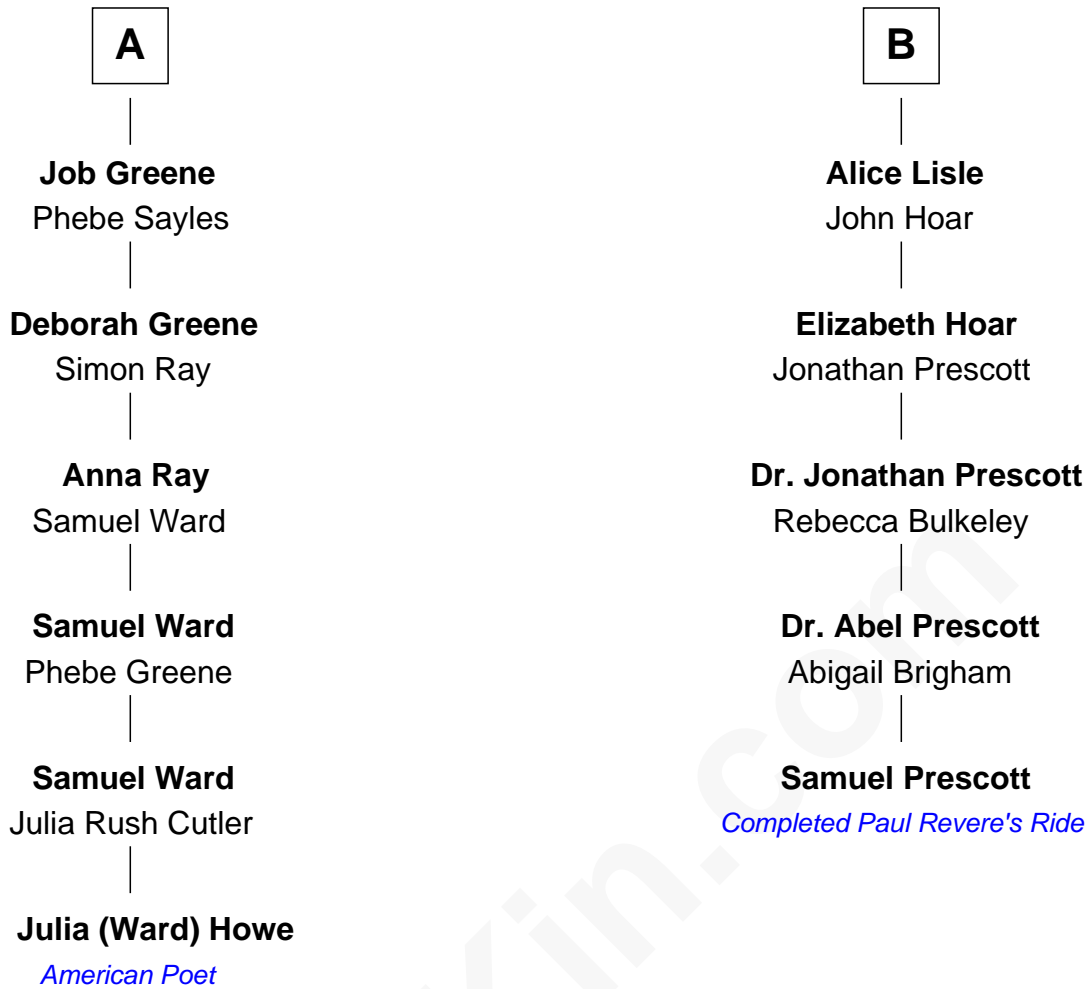 A
Job Greene
Phebe Sayles
Deborah Greene
Simon Ray
Anna Ray
Samuel Ward
Samuel Ward
Phebe Greene
Samuel Ward
Julia Rush Cutler
Julia (Ward) Howe
American Poet
B
Alice Lisle
John Hoar
Elizabeth Hoar
Jonathan Prescott
Dr. Jonathan Prescott
Rebecca Bulkeley
Dr. Abel Prescott
Abigail Brigham
Samuel Prescott
Completed Paul Revere's Ride